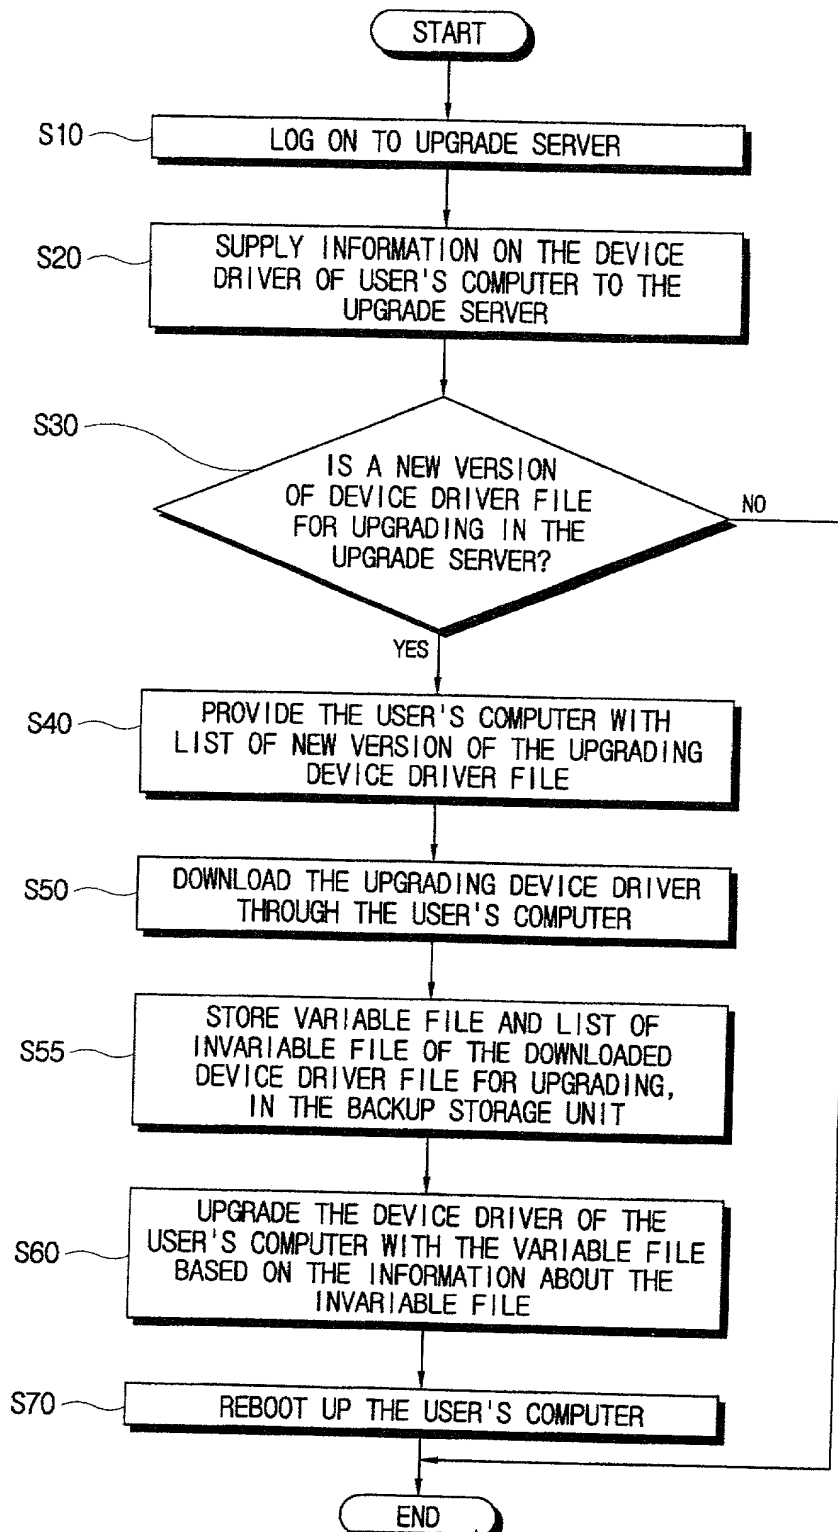 START
S10
LOG ON TO UPGRADE SERVER
S20
SUPPLY INFORMATION ON THE DEVICE
DRIVER OF USER'S COMPUTER TO THE
UPGRADE SERVER
S30
IS A NEW VERSION
OF DEVICE DRIVER FILE
FOR UPGRADING IN THE
UPGRADE SERVER?
NO
YES
S40
PROVIDE THE USER'S COMPUTER WITH
LIST OF NEW VERSION OF THE UPGRADING
DEVICE DRIVER FILE
S50
DOWNLOAD THE UPGRADING DEVICE DRIVER
THROUGH THE USER'S COMPUTER
S55
STORE VARIABLE FILE AND LIST OF
INVARIABLE FILE OF THE DOWNLOADED
DEVICE DRIVER FILE FOR UPGRADING,
IN THE BACKUP STORAGE UNIT
S60
UPGRADE THE DEVICE DRIVER OF THE
USER'S COMPUTER WITH THE VARIABLE FILE
BASED ON THE INFORMATION ABOUT THE
INVARIABLE FILE
S70
REBOOT UP THE USER'S COMPUTER
END